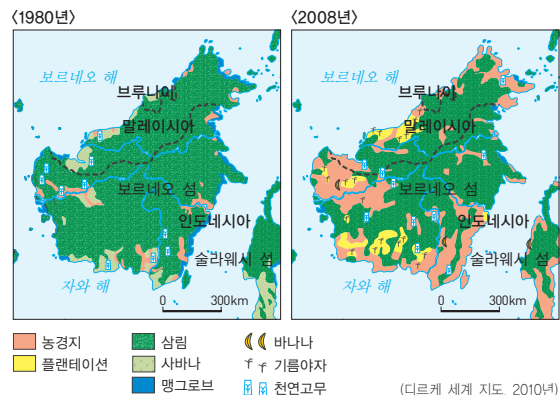 〈1980년〉
보르네오 해
브루나이
말레이시아
보르네오 섬
인도네시아
술라웨시 섬
자와 해
0 300km
〈2008년〉
보르네오 해
브루나이
말레이시아
보르네오 섬
인도네시아
술라웨시 섬
자와 해
0 300km
농경지
플랜테이션
삼림
사바나
맹그로브
바나나
기름야자
천연고무
(디르케 세계 지도, 2010년)